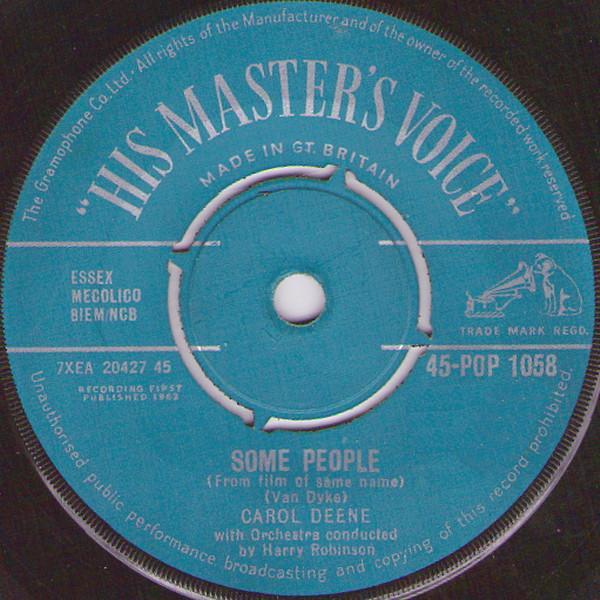 The Gramophone Co. Ltd. · All rights of the Manufacturer and of the owner of the recorded work reserved
"HIS MASTER'S VOICE"
MADE IN GT. BRITAIN
ESSEX
MECOLICO
BIEM/NCB
TRADE MARK REGD.
7XEA 20427 45
45-POP 1058
RECORDING FIRST
PUBLISHED 1962
SOME PEOPLE
(From film of same name)
(Van Dyke)
CAROL DEENE
with Orchestra conducted
by Harry Robinson
Unauthorised public performance broadcasting and copying of this record prohibited.